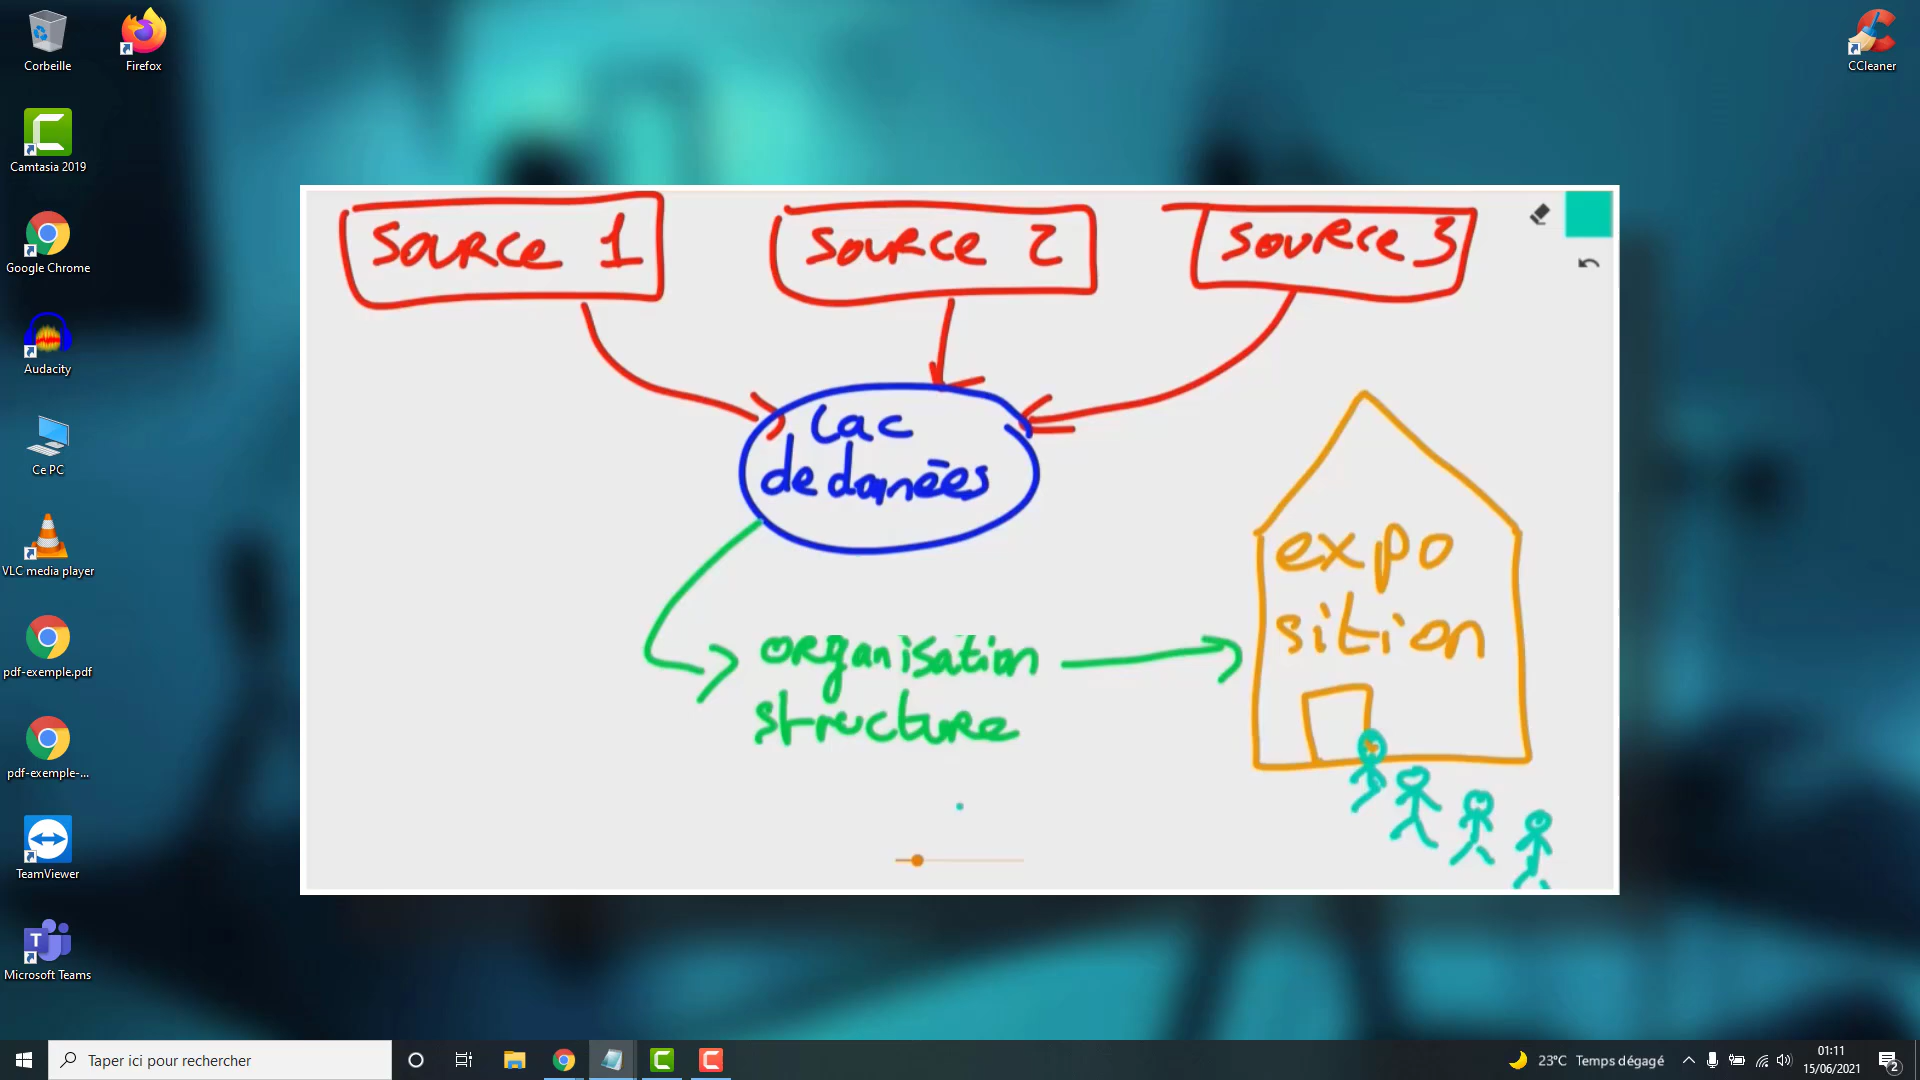 Corbeille
Firefox
CCleaner
Camtasia 2019
Google Chrome
Audacity
Ce PC
VLC media player
pdf-exemple.pdf
pdf-exemple-...
TeamViewer
Microsoft Teams
Source 1
Source 2
Source 3
Lac
de données
expo
sition
organisation
structure
Taper ici pour rechercher
23°C Temps dégagé
01:11
15/06/2021
2